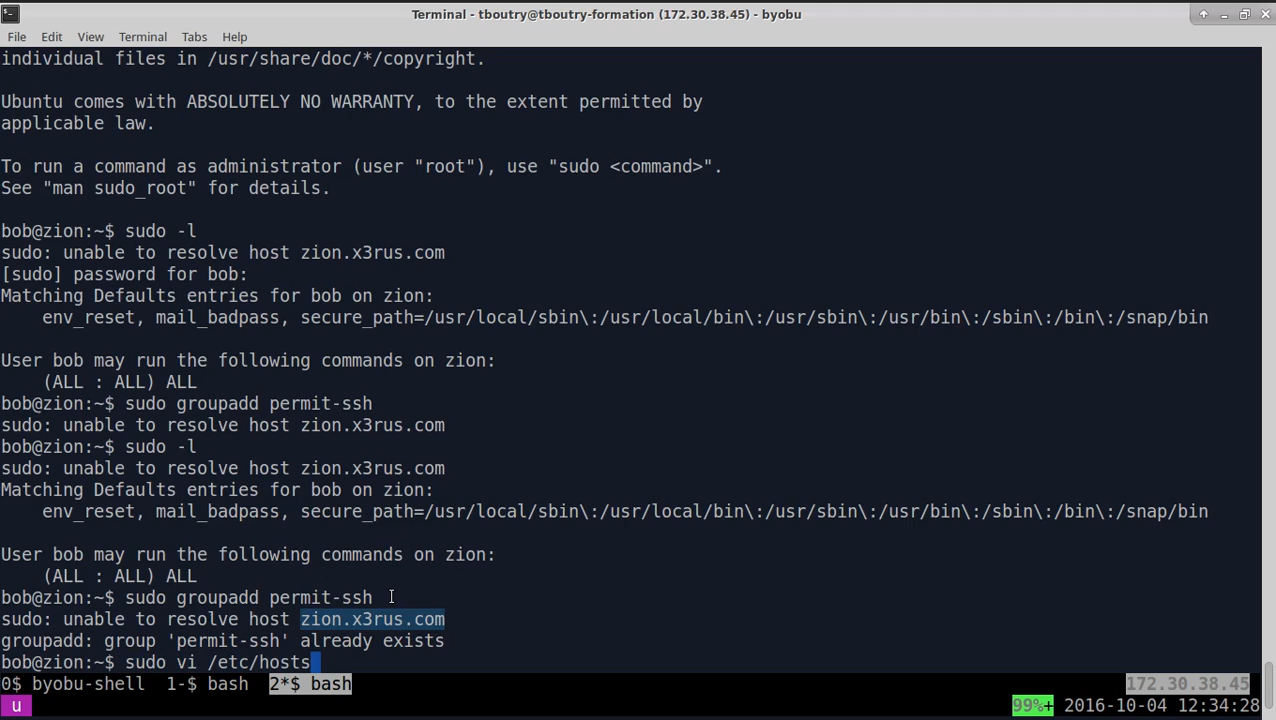 Terminal - tboutry@tboutry-formation (172.30.38.45) - byobu
File Edit View Terminal Tabs Help
individual files in /usr/share/doc/*/copyright.
Ubuntu comes with ABSOLUTELY NO WARRANTY, to the extent permitted by
applicable law.
To run a command as administrator (user "root"), use "sudo <command>".
See "man sudo_root" for details.
bob@zion:~$ sudo -l
sudo: unable to resolve host zion.x3rus.com
[sudo] password for bob:
Matching Defaults entries for bob on zion:
    env_reset, mail_badpass, secure_path=/usr/local/sbin\:/usr/local/bin\:/usr/sbin\:/usr/bin\:/sbin\:/bin\:/snap/bin
User bob may run the following commands on zion:
    (ALL : ALL) ALL
bob@zion:~$ sudo groupadd permit-ssh
sudo: unable to resolve host zion.x3rus.com
bob@zion:~$ sudo -l
sudo: unable to resolve host zion.x3rus.com
Matching Defaults entries for bob on zion:
    env_reset, mail_badpass, secure_path=/usr/local/sbin\:/usr/local/bin\:/usr/sbin\:/usr/bin\:/sbin\:/bin\:/snap/bin
User bob may run the following commands on zion:
    (ALL : ALL) ALL
bob@zion:~$ sudo groupadd permit-ssh
sudo: unable to resolve host zion.x3rus.com
groupadd: group 'permit-ssh' already exists
bob@zion:~$ sudo vi /etc/hosts
0$ byobu-shell 1-$ bash 2*$ bash 172.30.38.45
u 99%+ 2016-10-04 12:34:28